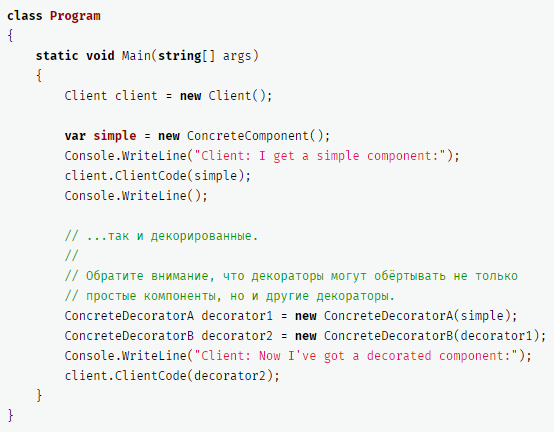 class Program
{
    static void Main(string[] args)
    {
        Client client = new Client();

        var simple = new ConcreteComponent();
        Console.WriteLine("Client: I get a simple component:");
        client.ClientCode(simple);
        Console.WriteLine();

        // ...так и декорированные.
        //
        // Обратите внимание, что декораторы могут обёртывать не только
        // простые компоненты, но и другие декораторы.
        ConcreteDecoratorA decorator1 = new ConcreteDecoratorA(simple);
        ConcreteDecoratorB decorator2 = new ConcreteDecoratorB(decorator1);
        Console.WriteLine("Client: Now I've got a decorated component:");
        client.ClientCode(decorator2);
    }
}